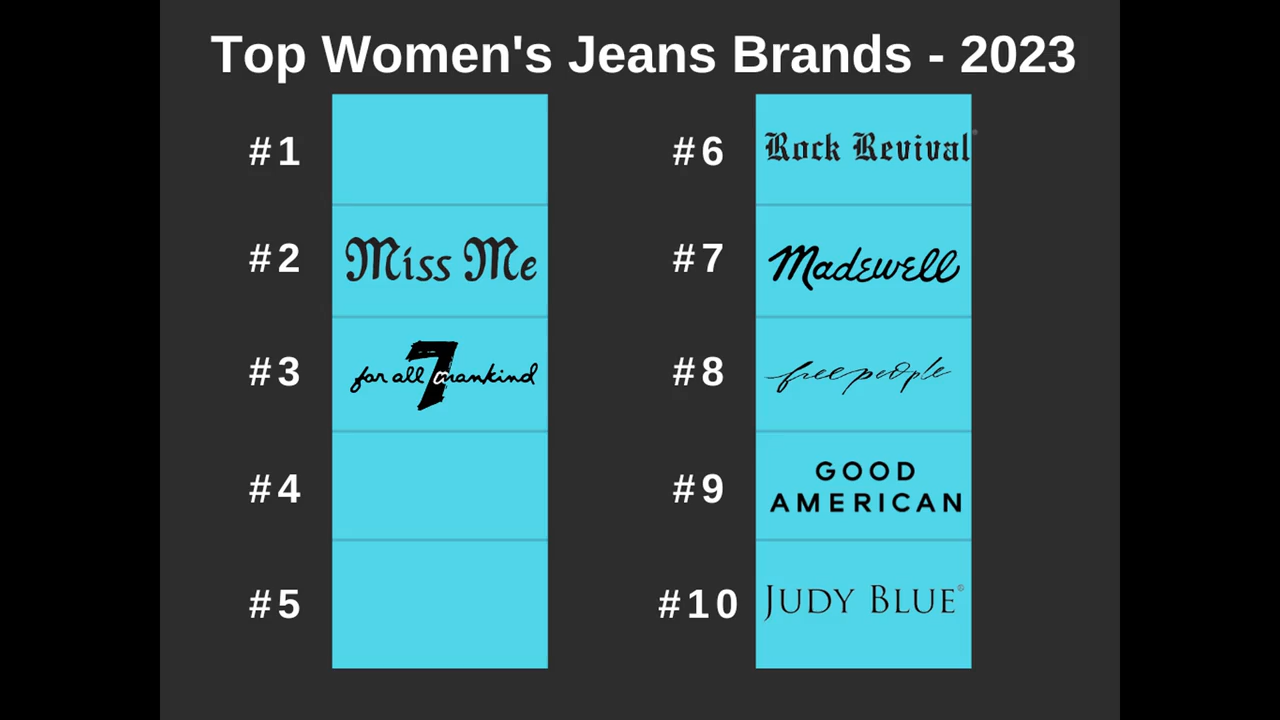 Top Women's Jeans Brands - 2023
#1
#2 Miss Me
#3 for all 7 mankind
#4
#5
#6 Rock Revival
#7 Madewell
#8 free people
#9 GOOD AMERICAN
#10 JUDY BLUE®